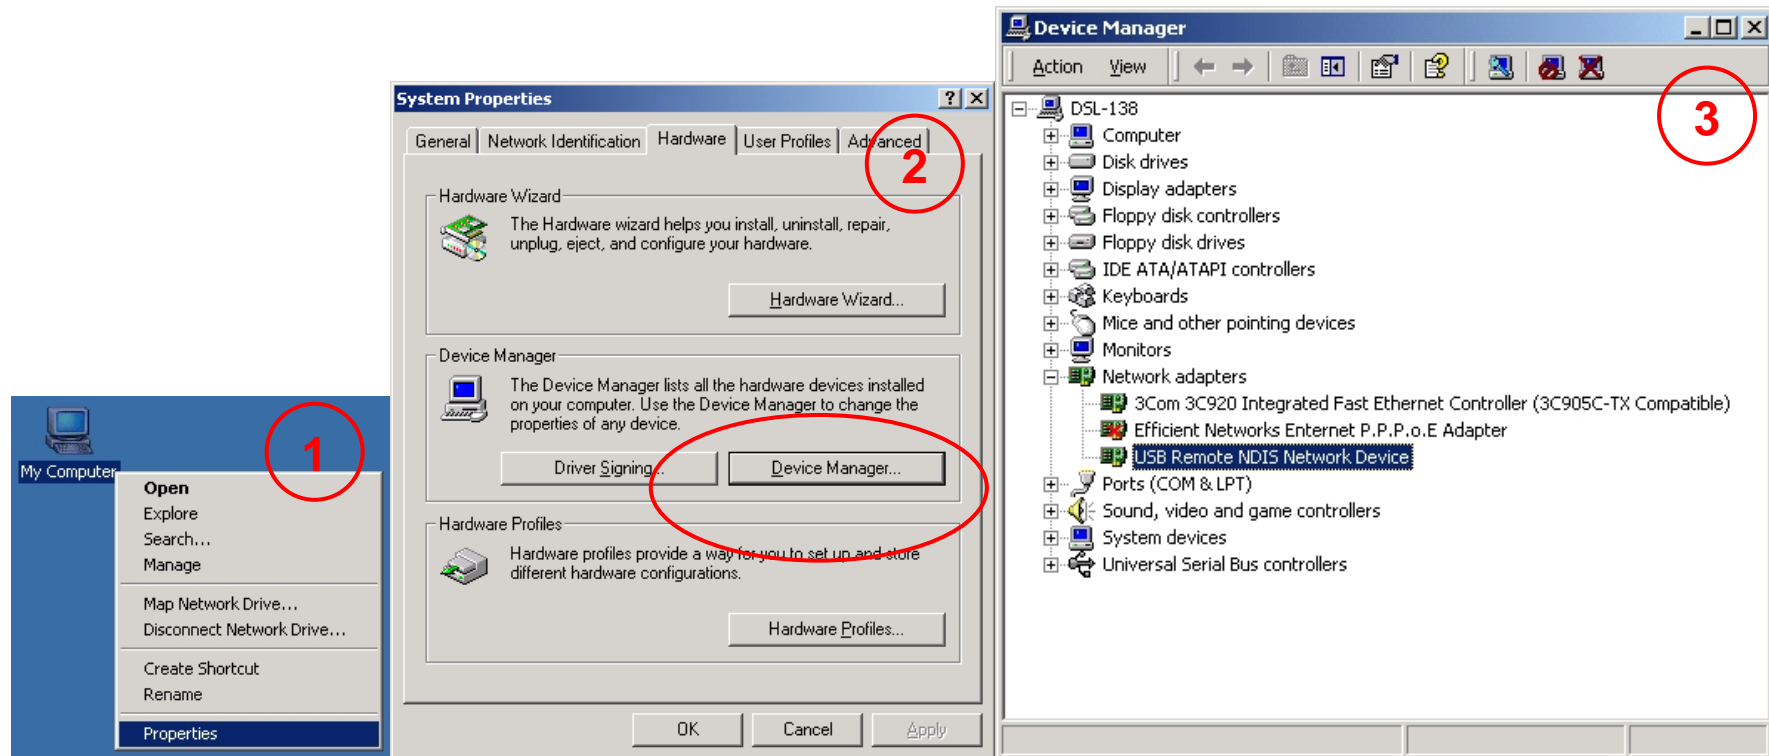 My Computer
1
Open
Explore
Search...
Manage
Map Network Drive...
Disconnect Network Drive...
Create Shortcut
Rename
Properties
System Properties
General
Network Identification
Hardware
User Profiles
Advanced
2
Hardware Wizard
The Hardware wizard helps you install, uninstall, repair,
unplug, eject, and configure your hardware.
Hardware Wizard...
Device Manager
The Device Manager lists all the hardware devices installed
on your computer. Use the Device Manager to change the
properties of any device.
Driver Signing...
Device Manager...
Hardware Profiles
Hardware profiles provide a way for you to set up and store
different hardware configurations.
Hardware Profiles...
OK
Cancel
Apply
Device Manager
Action
View
3
DSL-138
Computer
Disk drives
Display adapters
Floppy disk controllers
Floppy disk drives
IDE ATA/ATAPI controllers
Keyboards
Mice and other pointing devices
Monitors
Network adapters
3Com 3C920 Integrated Fast Ethernet Controller (3C905C-TX Compatible)
Efficient Networks Enternet P.P.P.o.E Adapter
USB Remote NDIS Network Device
Ports (COM & LPT)
Sound, video and game controllers
System devices
Universal Serial Bus controllers